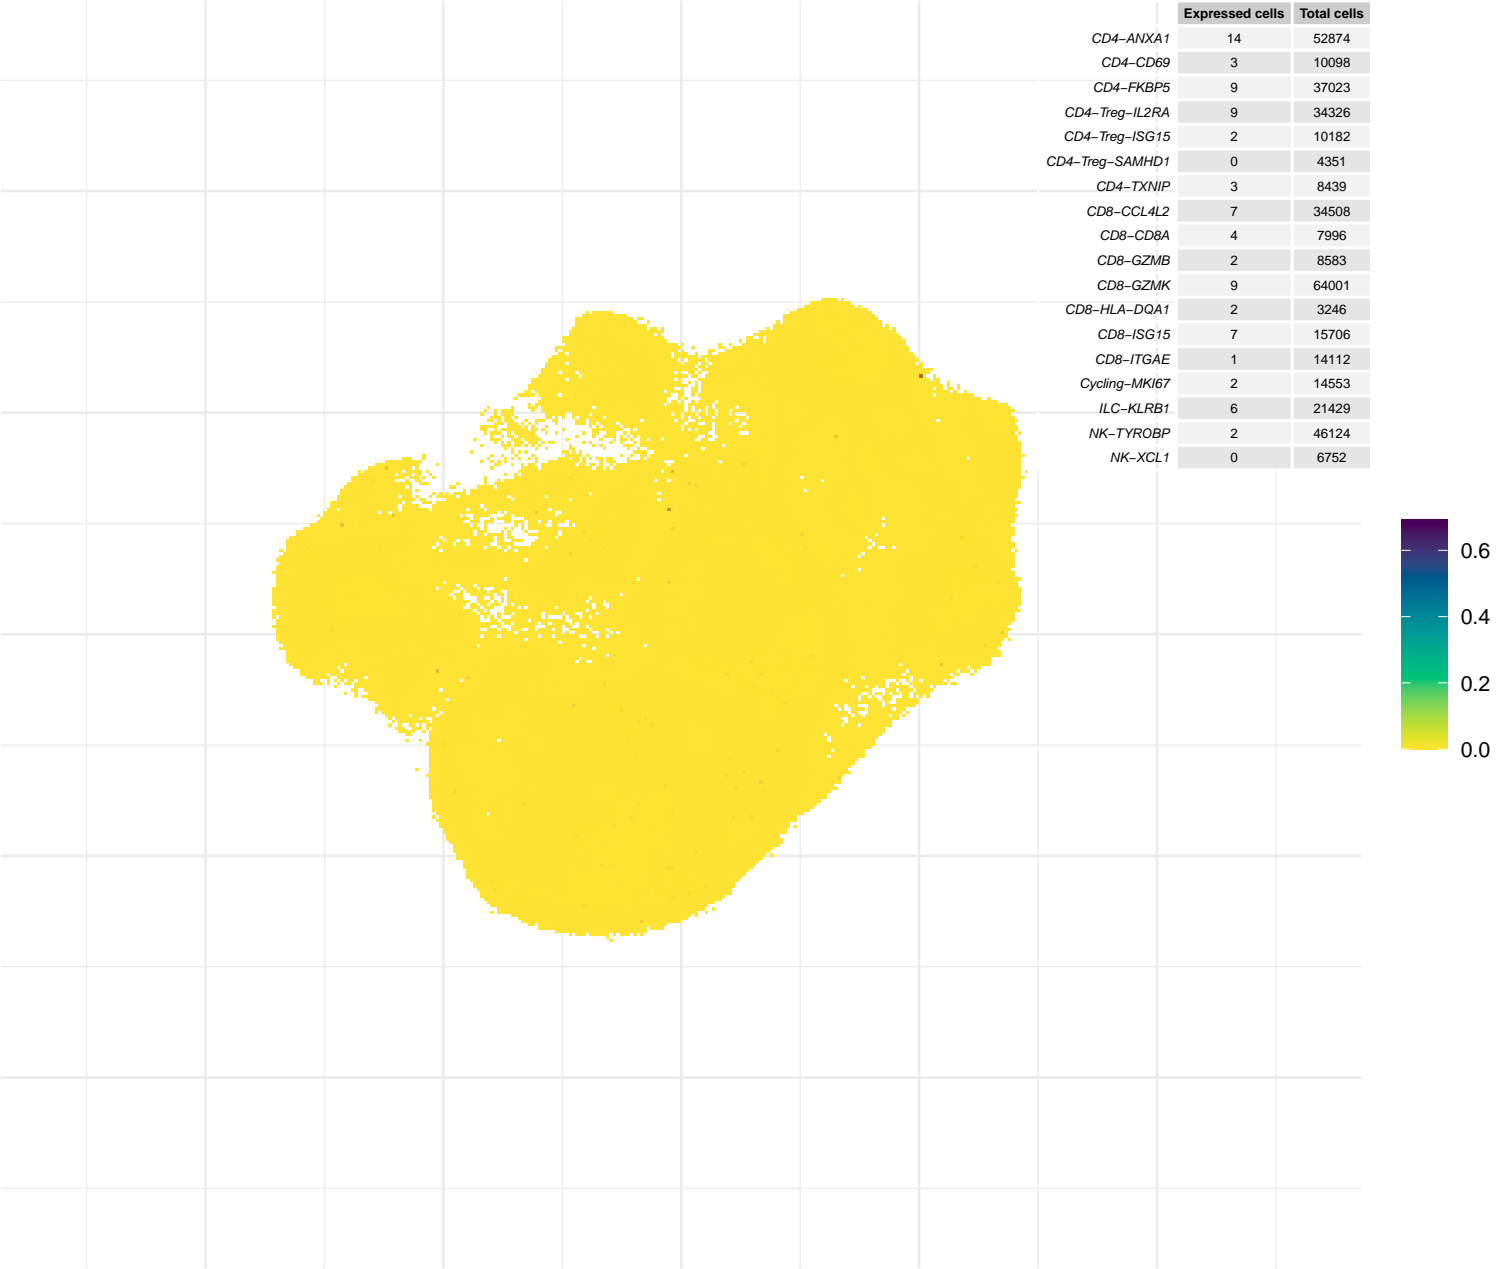 Expressed cells Total cells
CD4−ANXA1 14 52874
CD4−CD69 3 10098
CD4−FKBP5 9 37023
CD4−Treg−IL2RA 9 34326
CD4−Treg−ISG15 2 10182
CD4−Treg−SAMHD1 0 4351
CD4−TXNIP 3 8439
CD8−CCL4L2 7 34508
CD8−CD8A 4 7996
CD8−GZMB 2 8583
CD8−GZMK 9 64001
CD8−HLA−DQA1 2 3246
CD8−ISG15 7 15706
CD8−ITGAE 1 14112
Cycling−MKI67 2 14553
ILC−KLRB1 6 21429
NK−TYROBP 2 46124
NK−XCL1 0 6752
0.6
0.4
0.2
0.0